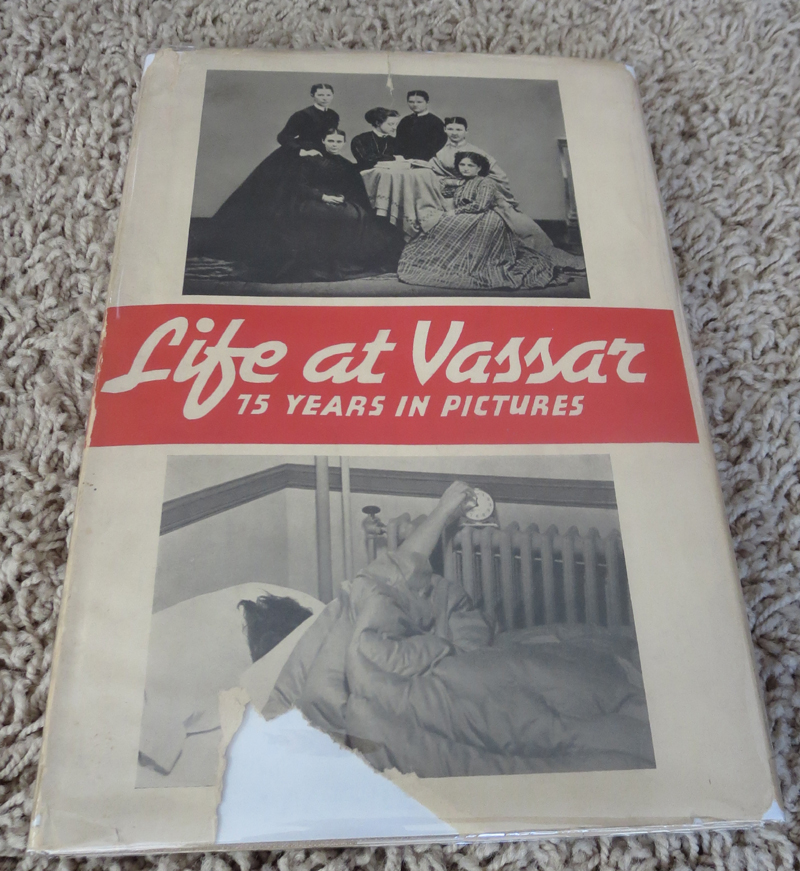 Life at Vassar
75 YEARS IN PICTURES